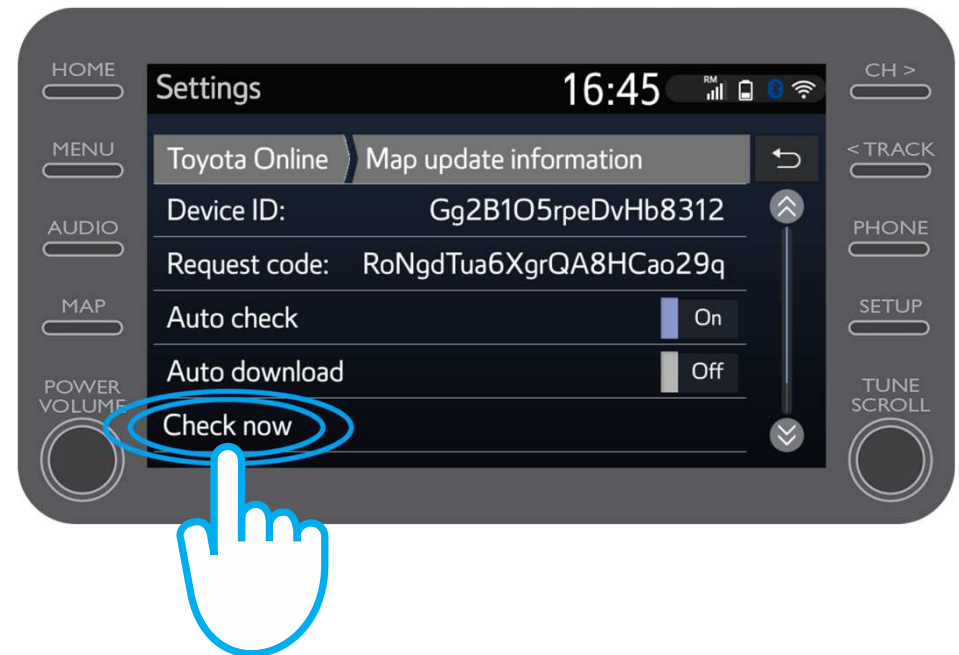 HOME
MENU
AUDIO
MAP
POWER
VOLUME
Settings 16:45 RM
Toyota Online Map update information
Device ID: Gg2B1O5rpeDvHb8312
Request code: RoNgdTua6XgrQA8HCao29q
Auto check On
Auto download Off
Check now
CH >
< TRACK
PHONE
SETUP
TUNE
SCROLL